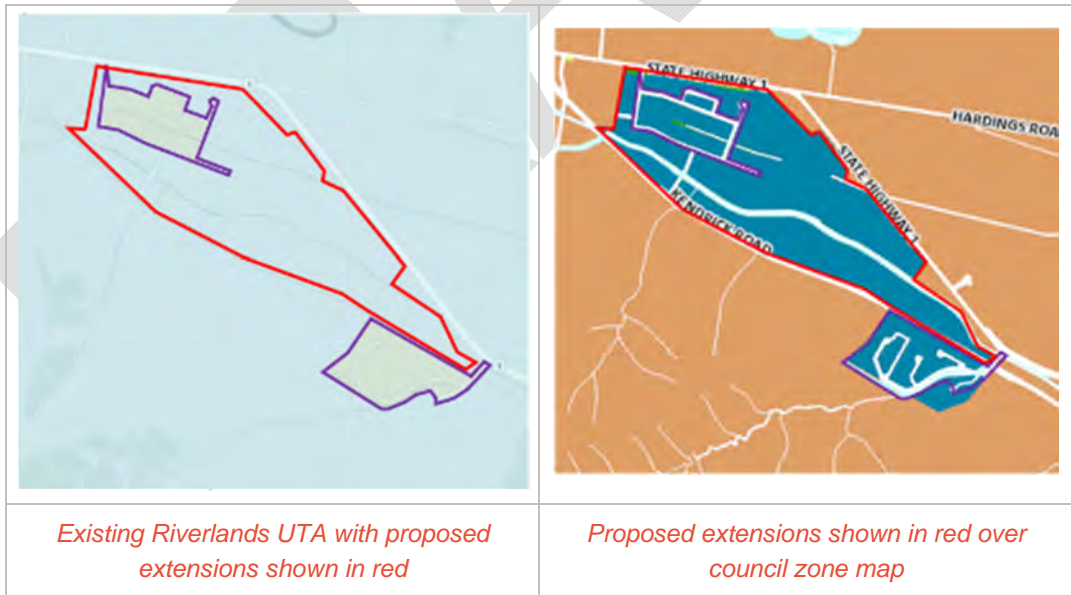 STATE HIGHWAY 1
HARDINGS ROA
STATE HIGHWAY 1
KENDRICK ROAD
Existing Riverlands UTA with proposed
extensions shown in red
Proposed extensions shown in red over
council zone map